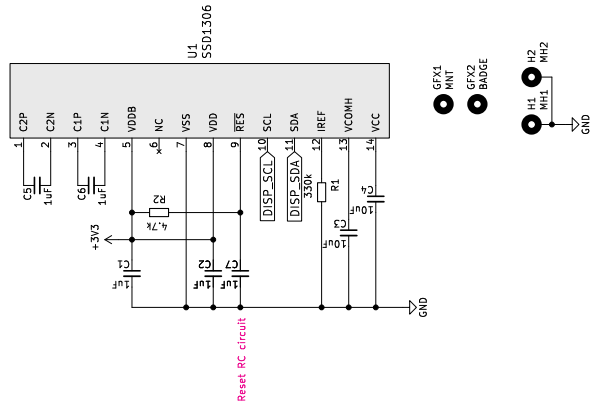 U1
SSD1306
C2P
C2N
C1P
C1N
VDDB
NC
VSS
VDD
RES
SCL
SDA
IREF
VCOMH
VCC
1
2
3
4
5
6
7
8
9
10
11
12
13
14
GFX1
MNT
GFX2
BADGE
H2
MH2
H1
MH1
GND
C5
1uF
C6
1uF
R2
4.7k
DISP_SCL
DISP_SDA
330k
R1
C4
10uF
C3
10uF
+3V3
C1
1uF
C2
1uF
C7
1uF
GND
Reset RC circuit